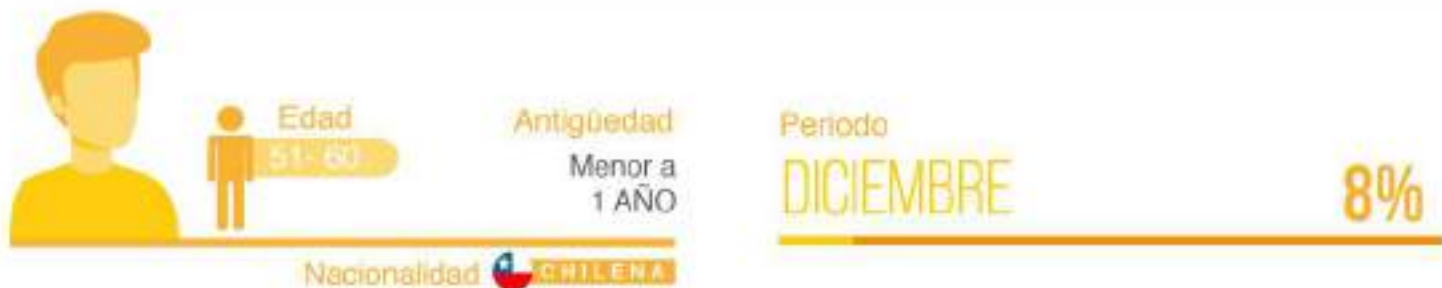 Edad
51- 60
Antigüedad
Menor a
1 AÑO
Nacionalidad CHILENA
Periodo
DICIEMBRE
8%